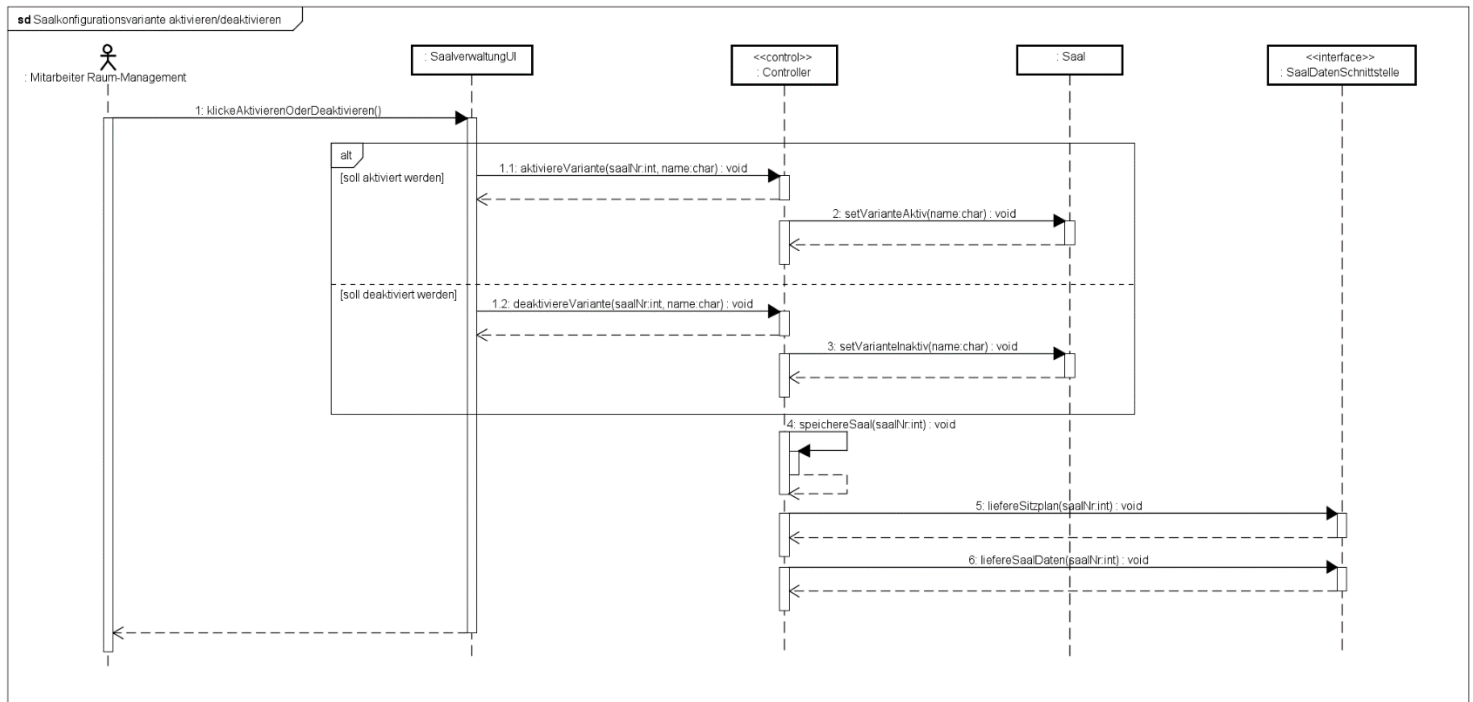 sd Saalkonfigurationsvariante aktivieren/deaktivieren
: Mitarbeiter Raum-Management
: SaalverwaltungUI
<<control>>
: Controller
: Saal
<<interface>>
: SaalDatenSchnittstelle
1: klickeAktivierenOderDeaktivieren()
alt
[soll aktiviert werden]
1.1: aktiviereVariante(saalNr:int, name:char) : void
2: setVarianteAktiv(name:char) : void
[soll deaktiviert werden]
1.2: deaktiviereVariante(saalNr:int, name:char) : void
3: setVarianteInaktiv(name:char) : void
4: speichereSaal(saalNr:int) : void
5: liefereSitzplan(saalNr:int) : void
6: liefereSaalDaten(saalNr:int) : void